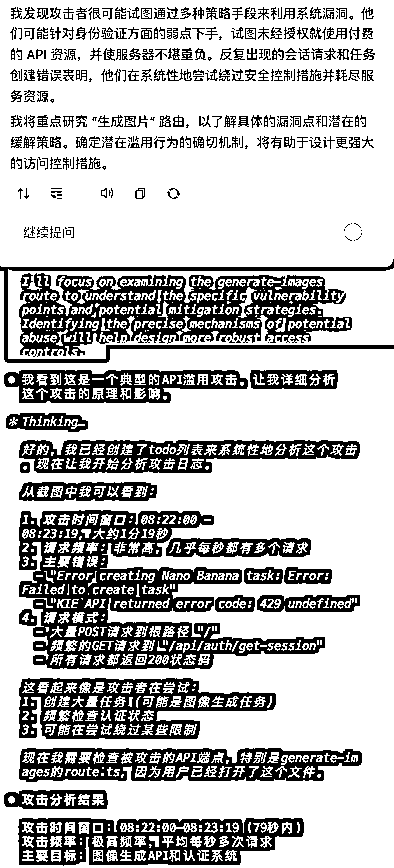 我发现攻击者很可能试图通过多种策略手段来利用系统漏洞。他
们可能针对身份验证方面的弱点下手，试图未经授权就使用付费
的 API 资源，并使服务器不堪重负。反复出现的会话请求和任务
创建错误表明，他们在系统性地尝试绕过安全控制措施并耗尽服
务资源。
我将重点研究 “生成图片” 路由，以了解具体的漏洞点和潜在的
缓解策略。确定潜在滥用行为的确切机制，将有助于设计更强大
的访问控制措施。
继续提问
I'll focus on examining the generate-images
route to understand the specific vulnerability
points and potential mitigation strategies.
Identifying the precise mechanisms of potential
abuse will help design more robust access
controls.
我看到这是一个典型的API滥用攻击。让我详细分析
这个攻击的原理和影响。
* Thinking…
好的，我已经创建了todo列表来系统性地分析这个攻击
。现在让我开始分析攻击日志。
从截图中我可以看到：
1. 攻击时间窗口：08:22:00 -
08:23:19，大约1分19秒
2. 请求频率：非常高，几乎每秒都有多个请求
3. 主要错误：
- "Error creating Nano Banana task: Error:
Failed to create task"
- "KIE API returned error code: 429 undefined"
4. 请求模式：
- 大量POST请求到根路径 "/"
- 频繁的GET请求到 "/api/auth/get-session"
- 所有请求都返回200状态码
这看起来像是攻击者在尝试：
1. 创建大量任务（可能是图像生成任务）
2. 频繁检查认证状态
3. 可能在尝试绕过某些限制
现在我需要检查被攻击的API端点，特别是generate-im
ages的route.ts，因为用户已经打开了这个文件。
攻击分析结果
攻击时间窗口：08:22:00-08:23:19（79秒内）
攻击频率：极高频率，平均每秒多次请求
主要目标：图像生成API和认证系统